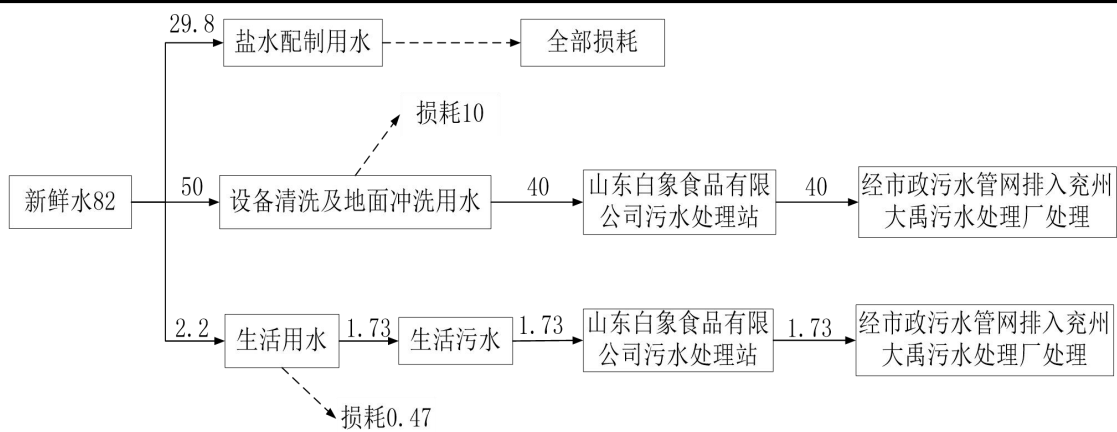 29.8
盐水配制用水
全部损耗
损耗10
新鲜水82
50
设备清洗及地面冲洗用水
40
山东白象食品有限
公司污水处理站
40
经市政污水管网排入兖州
大禹污水处理厂处理
2.2
生活用水
1.73
生活污水
1.73
山东白象食品有限
公司污水处理站
1.73
经市政污水管网排入兖州
大禹污水处理厂处理
损耗0.47